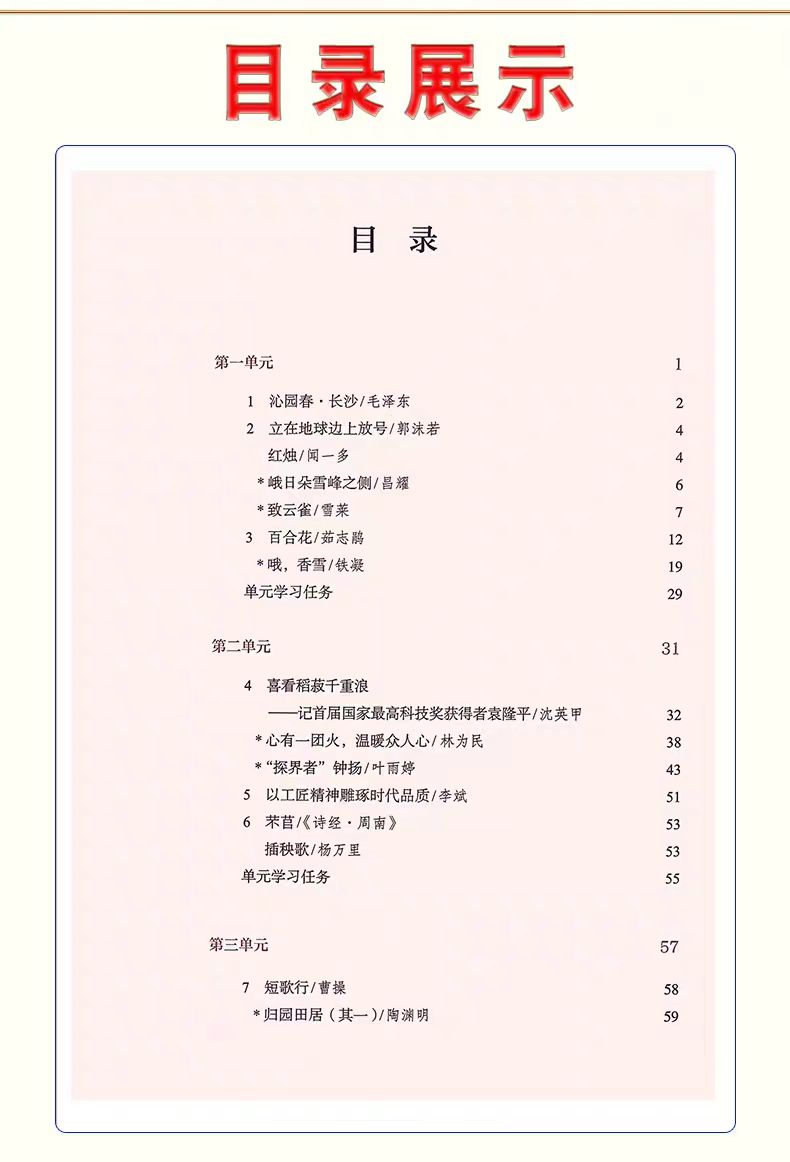 目录展示
目 录
第一单元 1
1 沁园春·长沙/毛泽东 2
2 立在地球边上放号/郭沫若 4
红烛/闻一多 4
*峨日朵雪峰之侧/昌耀 6
*致云雀/雪莱 7
3 百合花/茹志鹃 12
*哦，香雪/铁凝 19
单元学习任务 29
第二单元 31
4 喜看稻菽千重浪
——记首届国家最高科技奖获得者袁隆平/沈英甲 32
*心有一团火，温暖众人心/林为民 38
*“探界者”钟扬/叶雨婷 43
5 以工匠精神雕琢时代品质/李斌 51
6 芣苢/《诗经·周南》 53
插秧歌/杨万里 53
单元学习任务 55
第三单元 57
7 短歌行/曹操 58
*归园田居（其一）/陶渊明 59